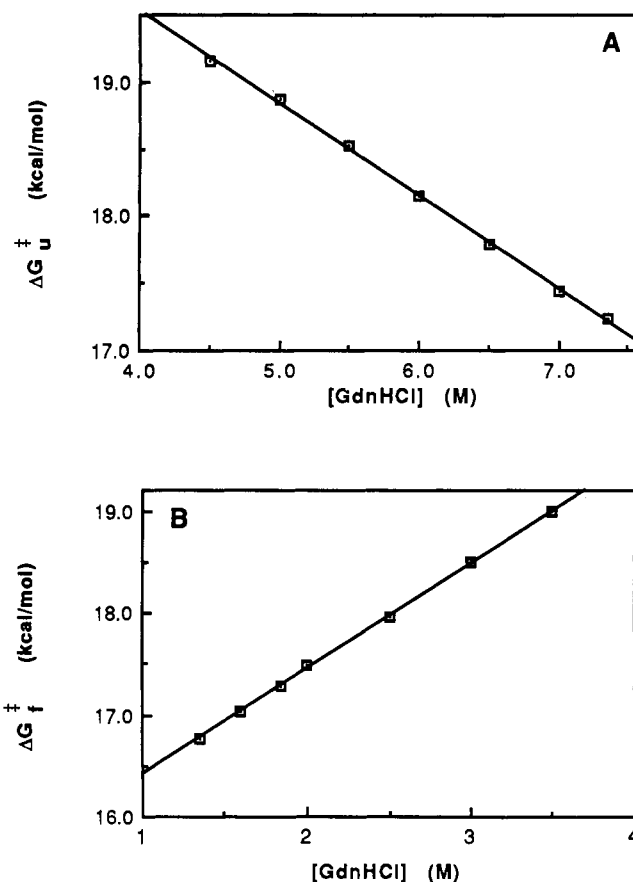 A
19.0
18.0
17.0
ΔG u ‡ (kcal/mol)
4.0 5.0 6.0 7.0
[GdnHCl] (M)
B
19.0
18.0
17.0
16.0
ΔG f ‡ (kcal/mol)
1 2 3 4
[GdnHCl] (M)